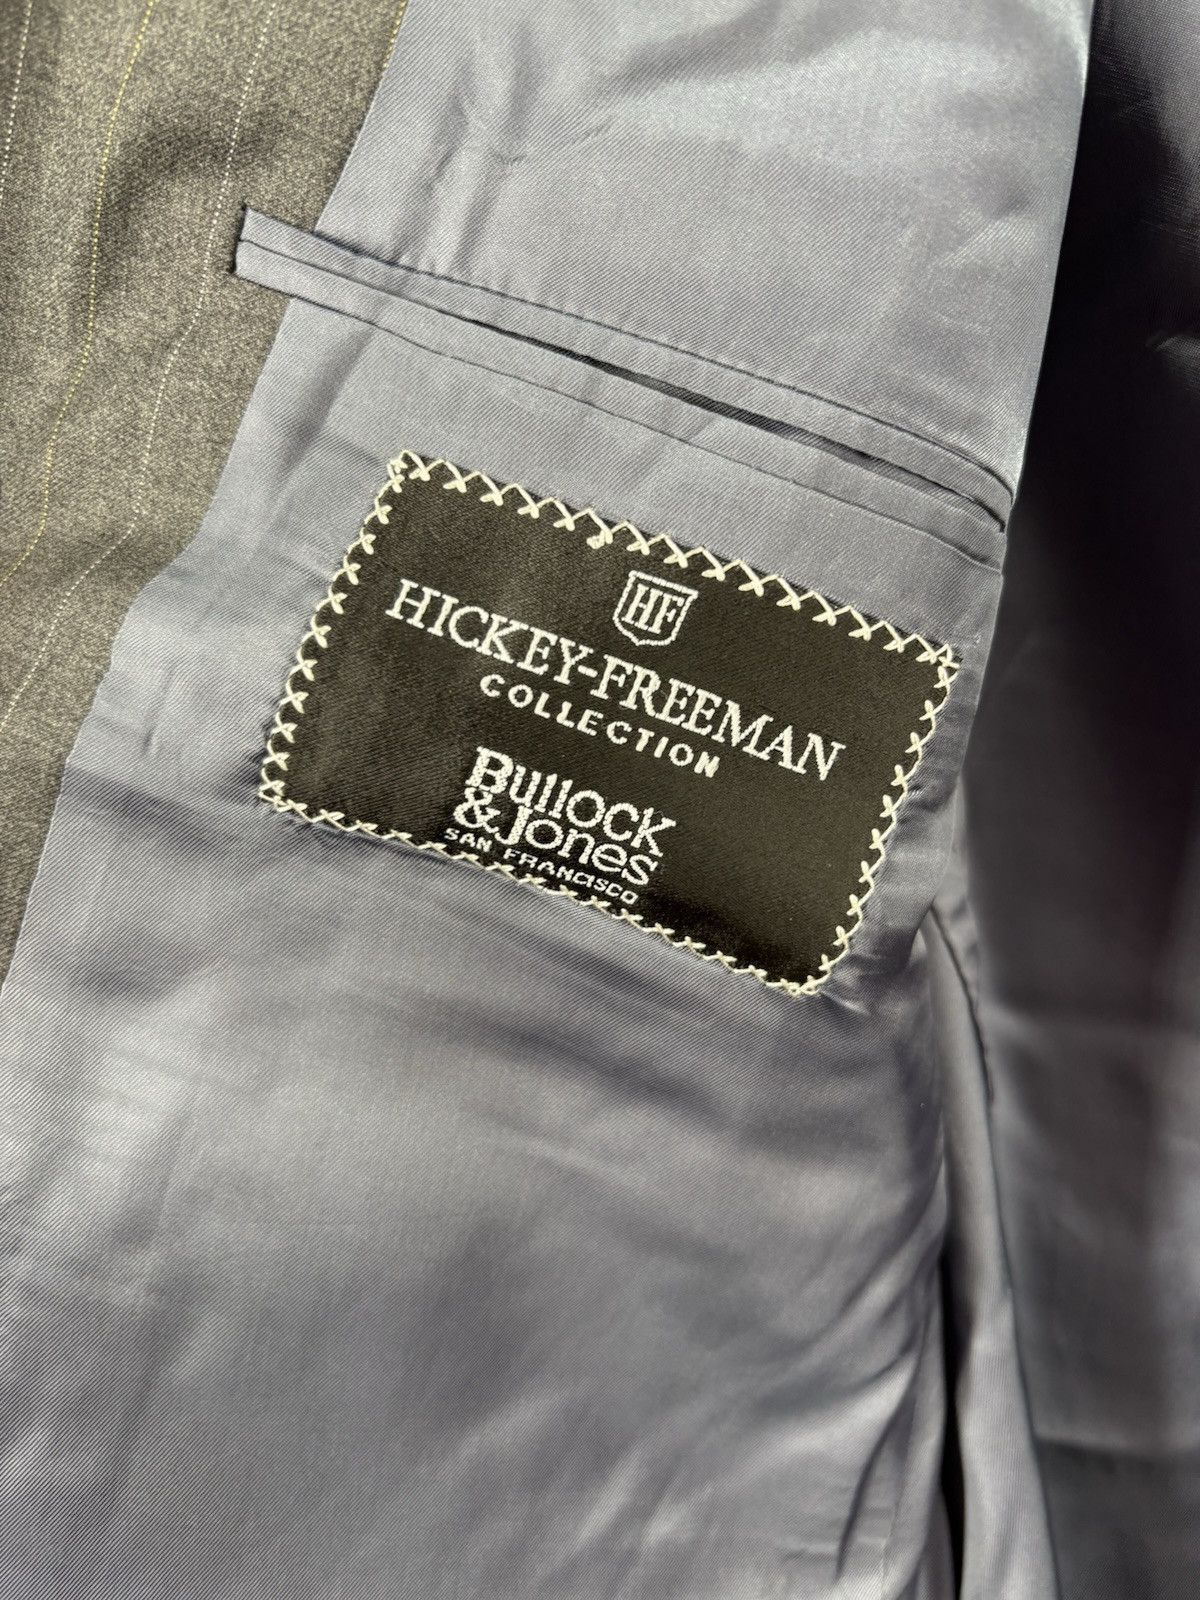 HF
HICKEY-FREEMAN
COLLECTION
Bullock
& Jones
SAN FRANCISCO